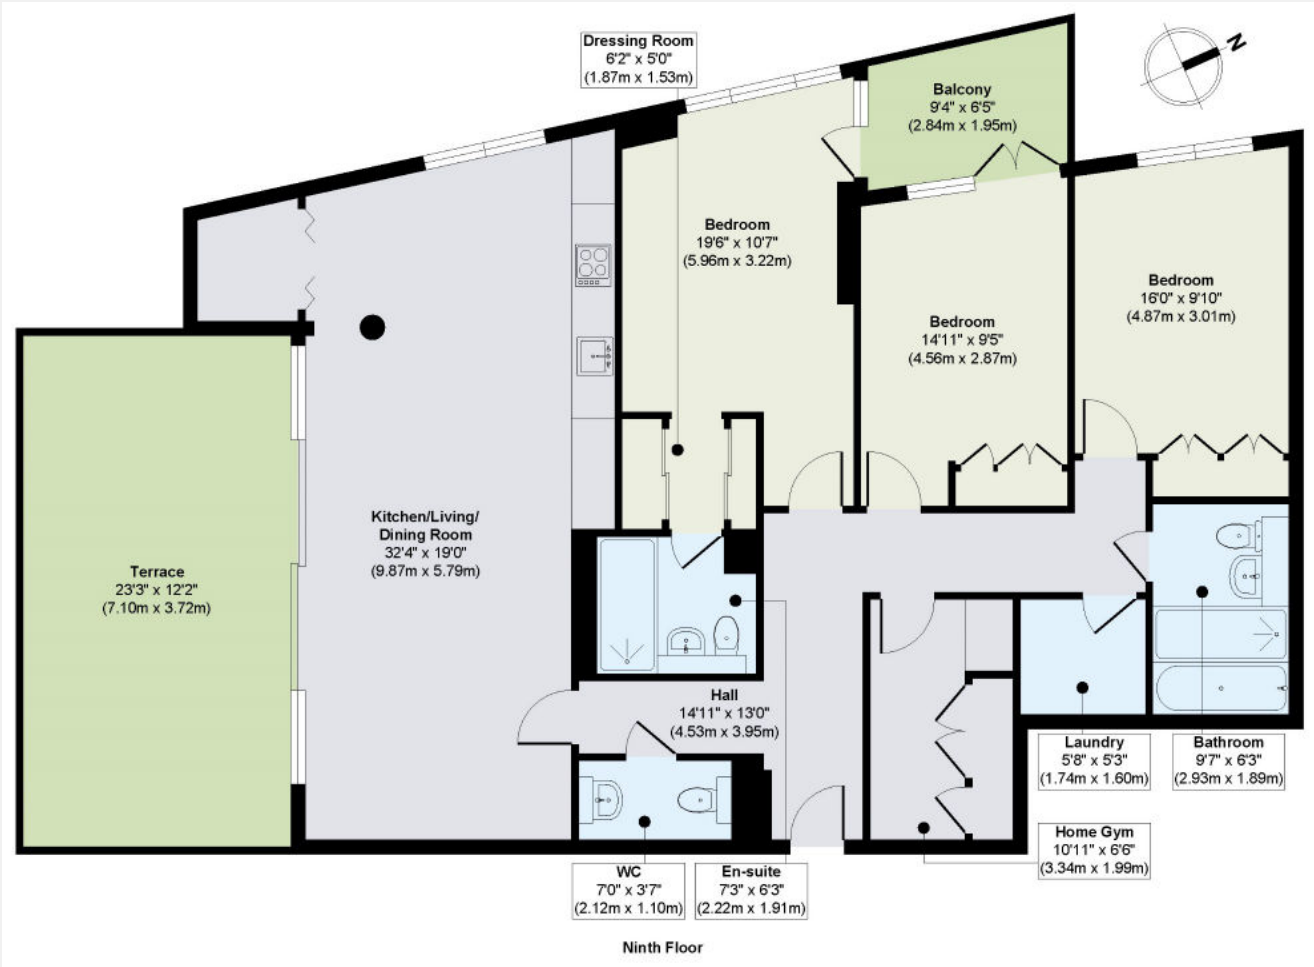 Dressing Room
6'2" x 5'0"
(1.87m x 1.53m)
N
Balcony
9'4" x 6'5"
(2.84m x 1.95m)
Bedroom
19'6" x 10'7"
(5.96m x 3.22m)
Bedroom
16'0" x 9'10"
(4.87m x 3.01m)
Bedroom
14'11" x 9'5"
(4.56m x 2.87m)
Kitchen/Living/
Dining Room
32'4" x 19'0"
(9.87m x 5.79m)
Terrace
23'3" x 12'2"
(7.10m x 3.72m)
Hall
14'11" x 13'0"
(4.53m x 3.95m)
Laundry
5'8" x 5'3"
(1.74m x 1.60m)
Bathroom
9'7" x 6'3"
(2.93m x 1.89m)
Home Gym
10'11" x 6'6"
(3.34m x 1.99m)
WC
7'0" x 3'7"
(2.12m x 1.10m)
En-suite
7'3" x 6'3"
(2.22m x 1.91m)
Ninth Floor